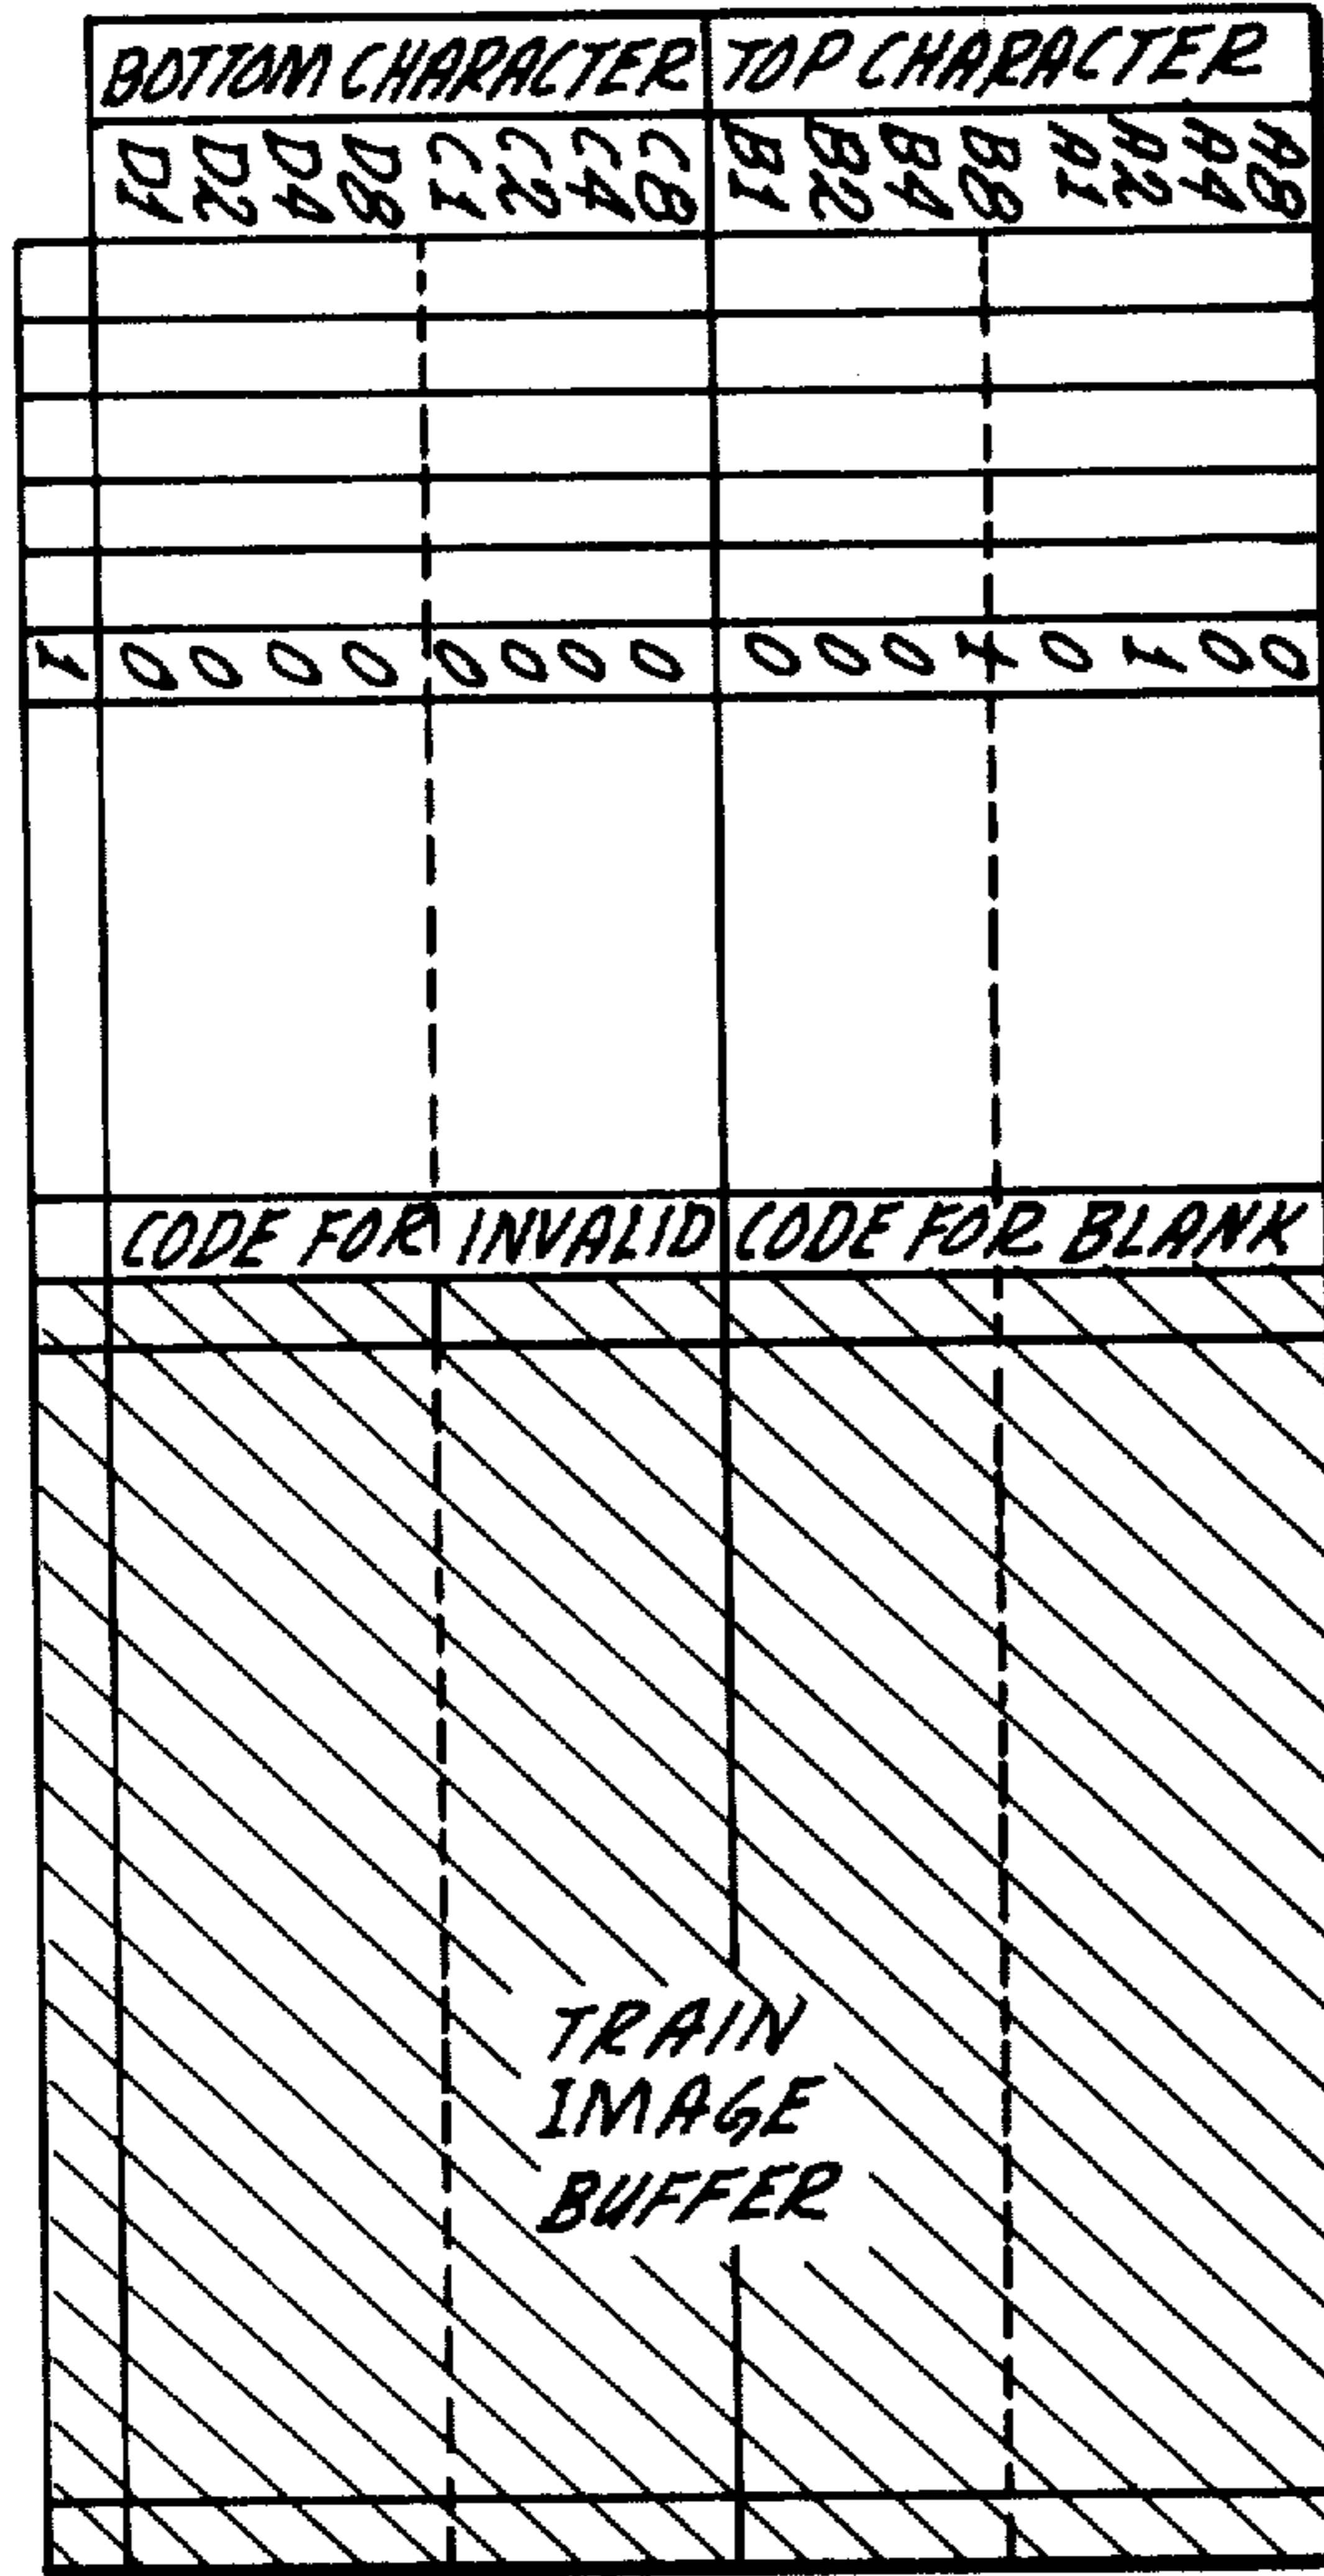 BOTTOM CHARACTER TOP CHARACTER
D1 D2 D4 D8 C1 C2 C4 C8 B1 B2 B4 B8 A1 A2 A4 A8
1 0 0 0 0 0 0 0 0 0 0 0 1 0 1 0 0
CODE FOR INVALID CODE FOR BLANK
TRAIN
IMAGE
BUFFER